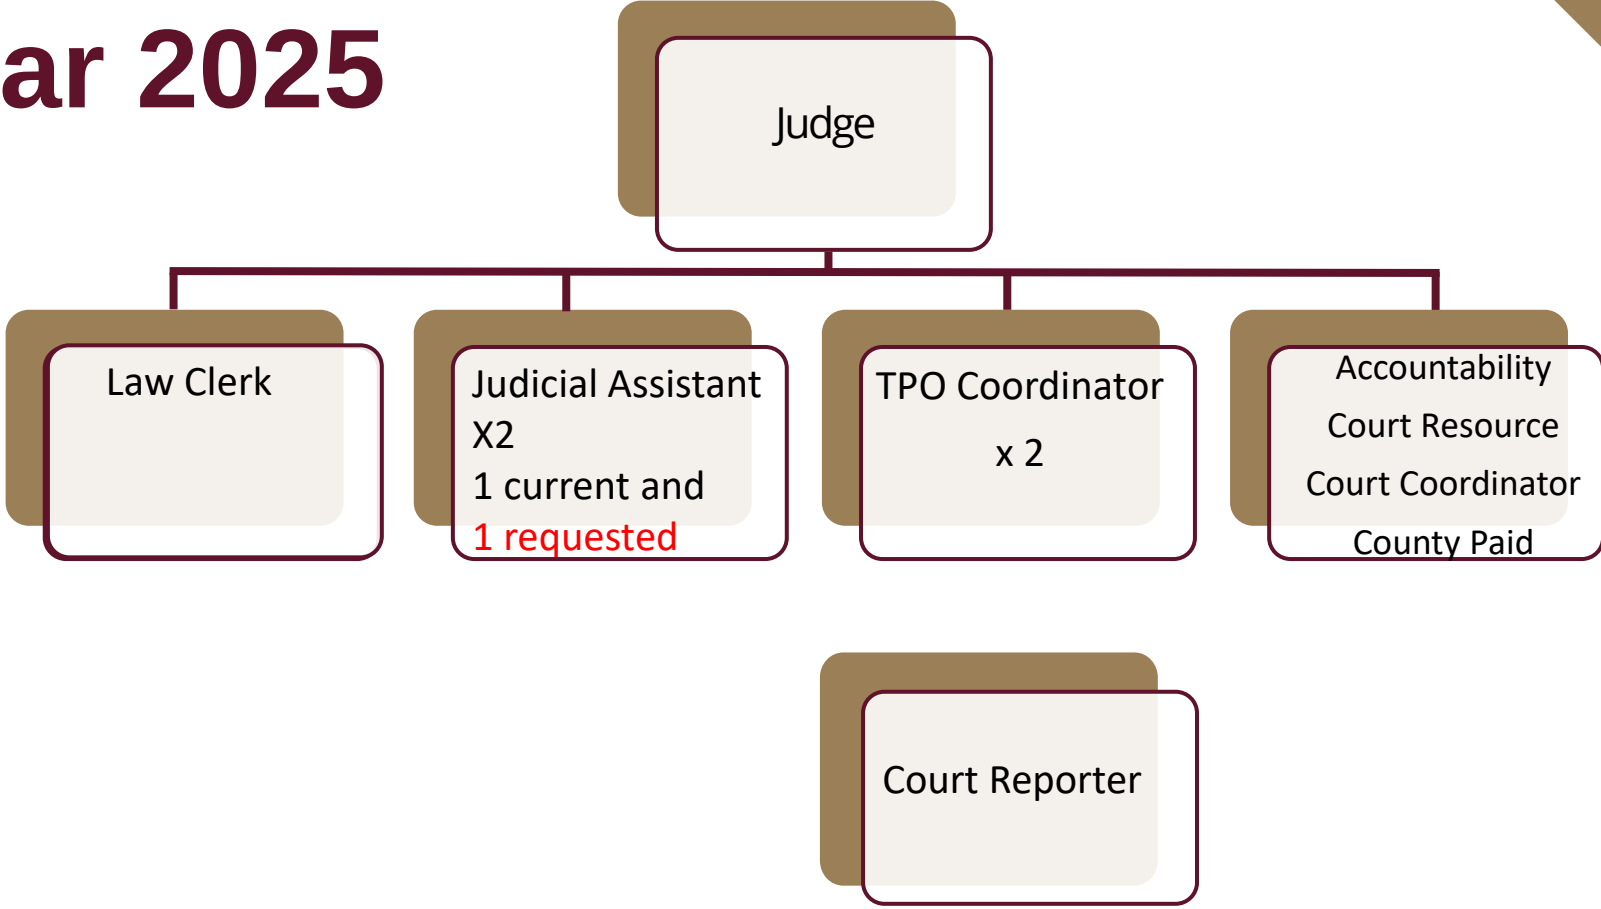 ar 2025
Judge
Law Clerk
Judicial Assistant
X2
1 current and
1 requested
TPO Coordinator
x 2
Accountability
Court Resource
Court Coordinator
County Paid
Court Reporter